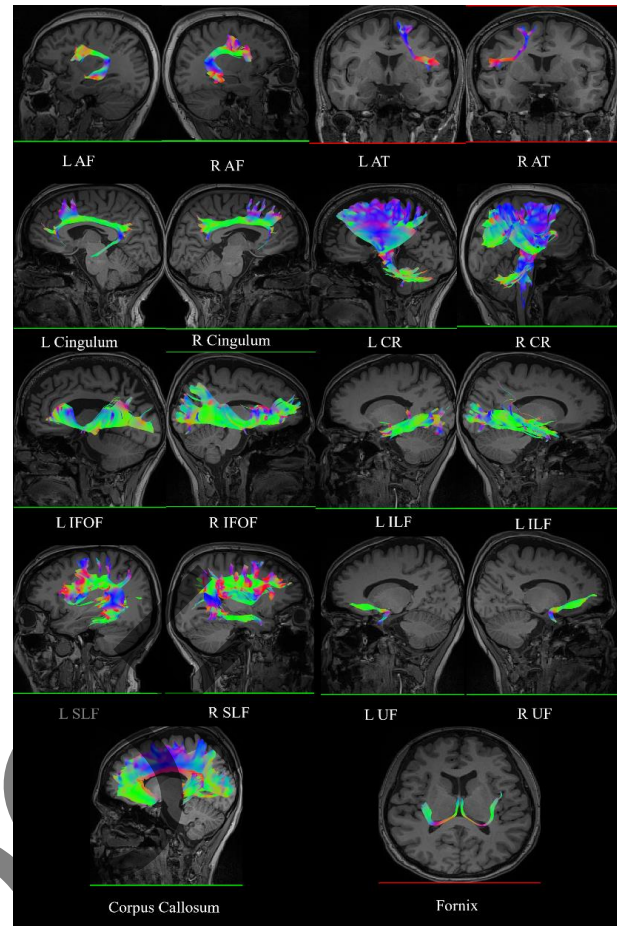 L AF R AF L AT R AT
L Cingulum R Cingulum L CR R CR
L IFOF R IFOF L ILF L ILF
L SLF R SLF L UF R UF
Corpus Callosum Fornix